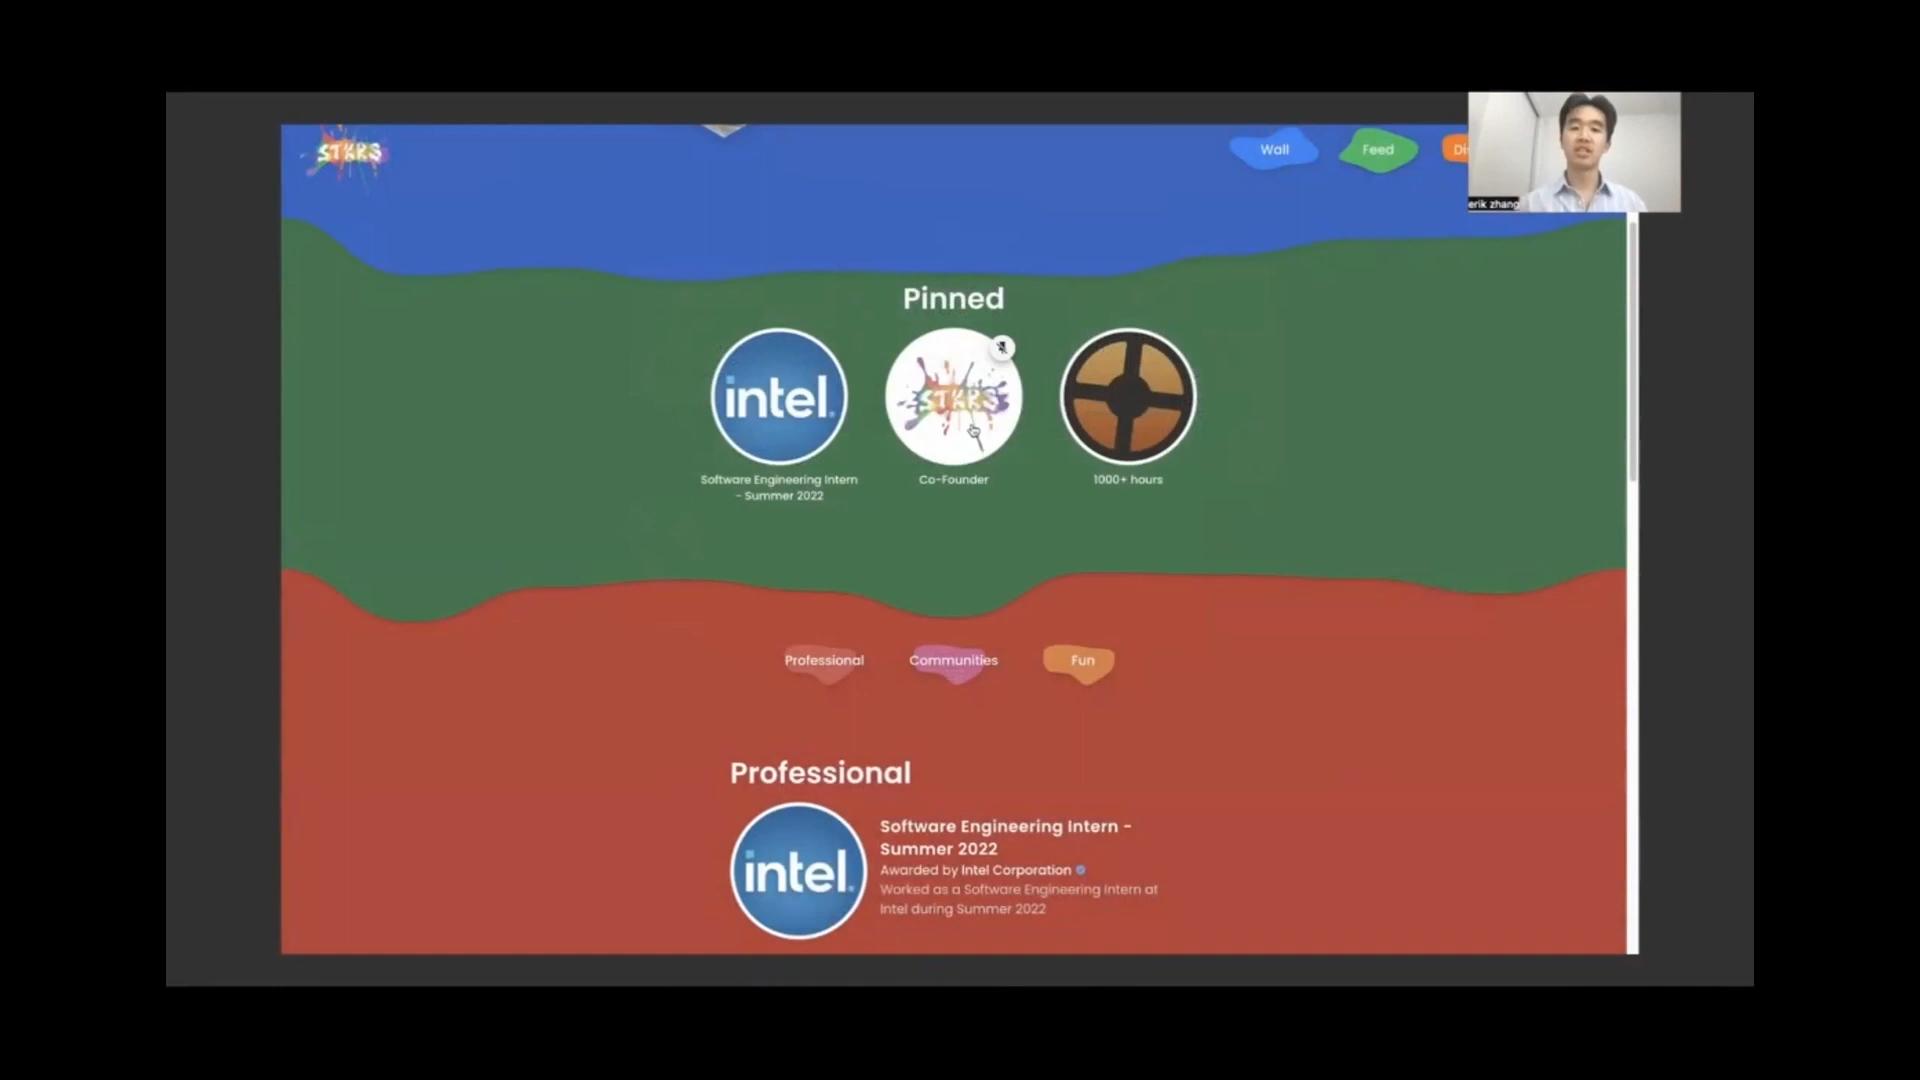 STKRS
Wall
Feed
erik zhang
Pinned
intel.
STKRS
Software Engineering Intern
- Summer 2022
Co-Founder
1000+ hours
Professional
Communities
Fun
Professional
intel.
Software Engineering Intern -
Summer 2022
Awarded by Intel Corporation
Worked as a Software Engineering Intern at
Intel during Summer 2022